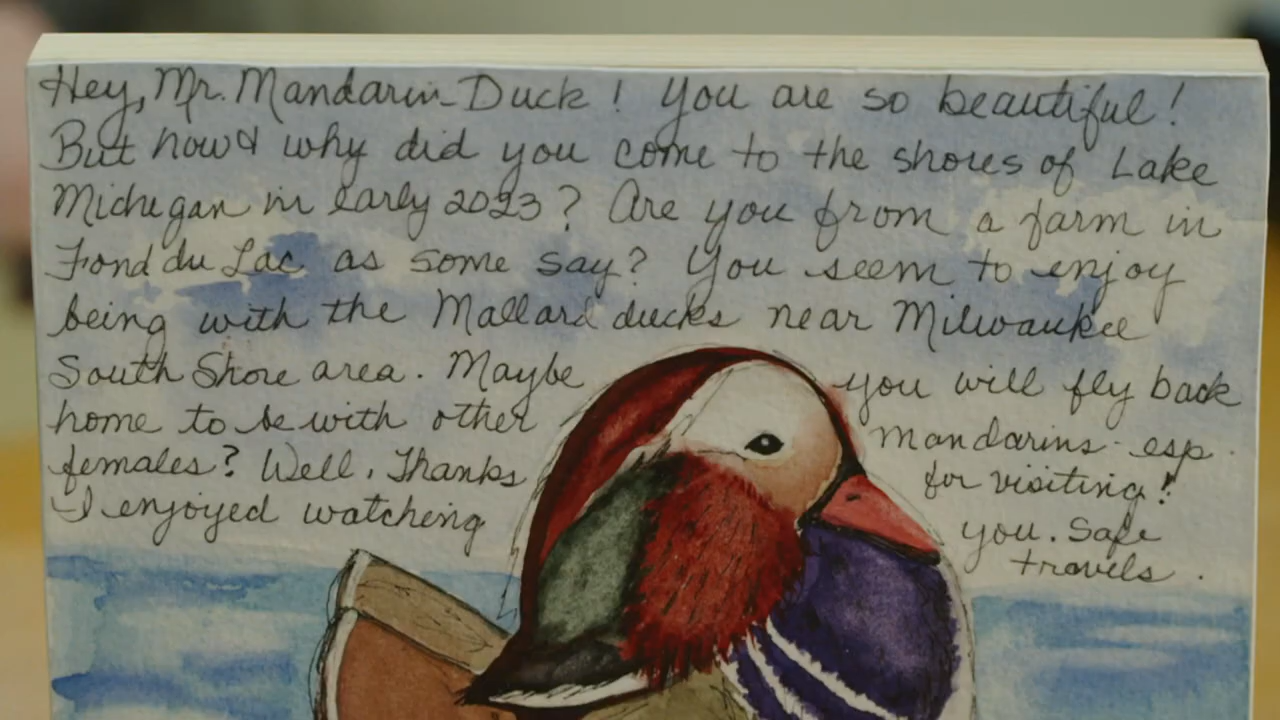 Hey, Mr. Mandarin Duck! You are so beautiful!
But how & why did you come to the shores of Lake
Michigan in early 2023? Are you from a farm in
Fond du Lac as some say? You seem to enjoy
being with the Mallard ducks near Milwaukee
South Shore area. Maybe you will fly back
home to be with other mandarins - esp.
females? Well, Thanks for visiting!
I enjoyed watching you. Safe
travels.